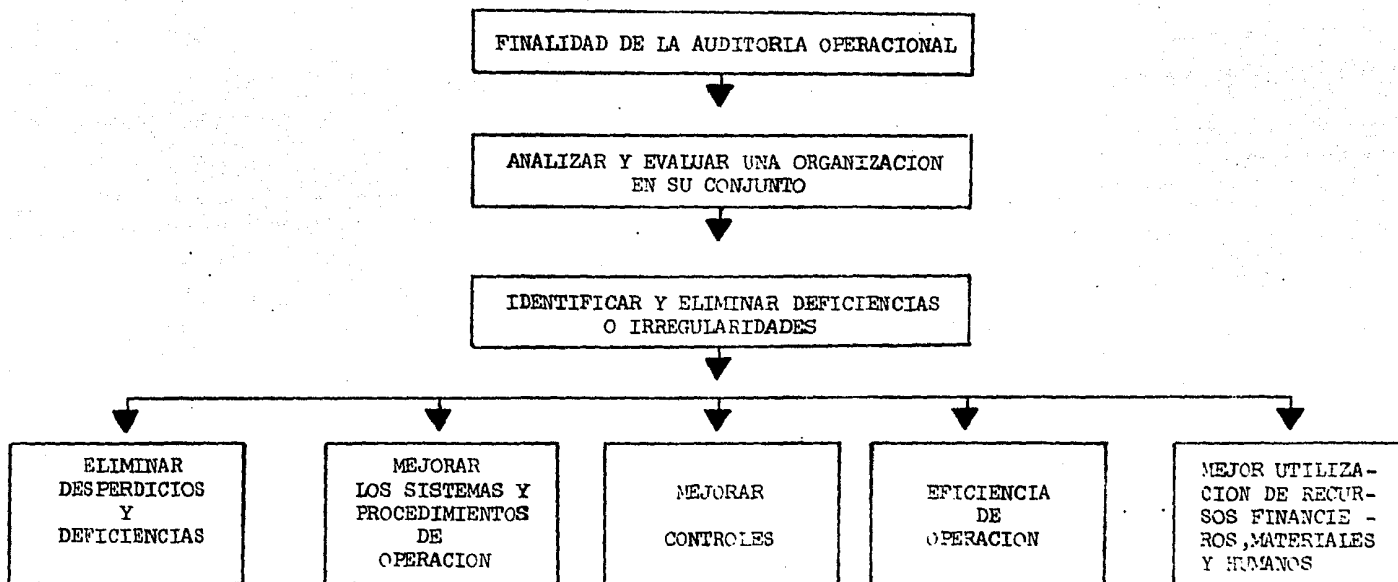 FINALIDAD DE LA AUDITORIA OPERACIONAL
ANALIZAR Y EVALUAR UNA ORGANIZACION
EN SU CONJUNTO
IDENTIFICAR Y ELIMINAR DEFICIENCIAS
O IRREGULARIDADES
ELIMINAR
DESPERDICIOS
Y
DEFICIENCIAS
MEJORAR
LOS SISTEMAS Y
PROCEDIMIENTOS
DE
OPERACION
MEJORAR
CONTROLES
EFICIENCIA
DE
OPERACION
MEJOR UTILIZA-
CION DE RECUR-
SOS FINANCIE -
ROS,MATERIALES
Y HUMANOS